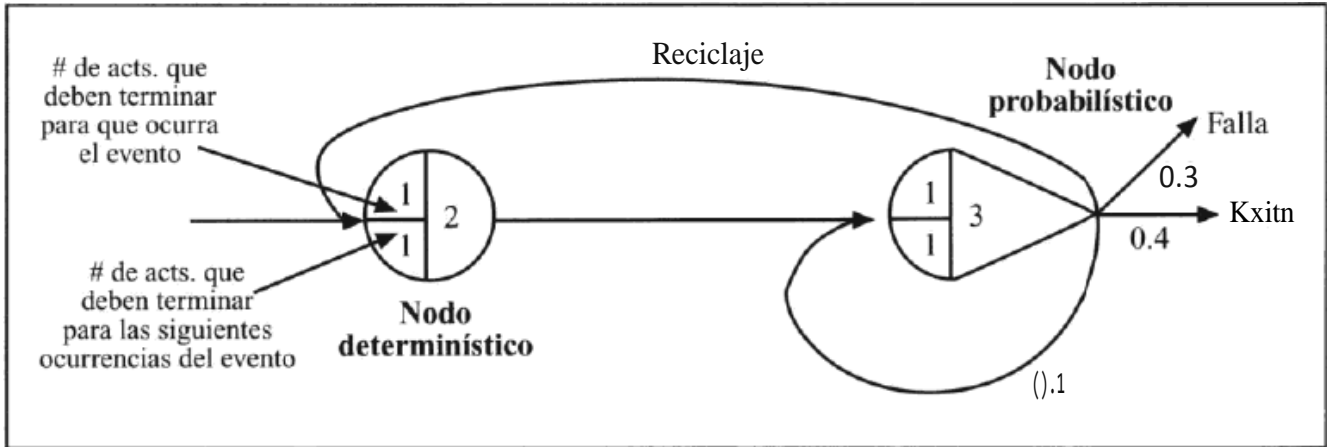 # de acts. que
deben terminar
para que ocurra
el evento
Reciclaje
Nodo
probabilístico
Falla
0.3
Kxitn
0.4
1
1
2
1
1
3
# de acts. que
deben terminar
para las siguientes
ocurrencias del evento
Nodo
determinístico
().1